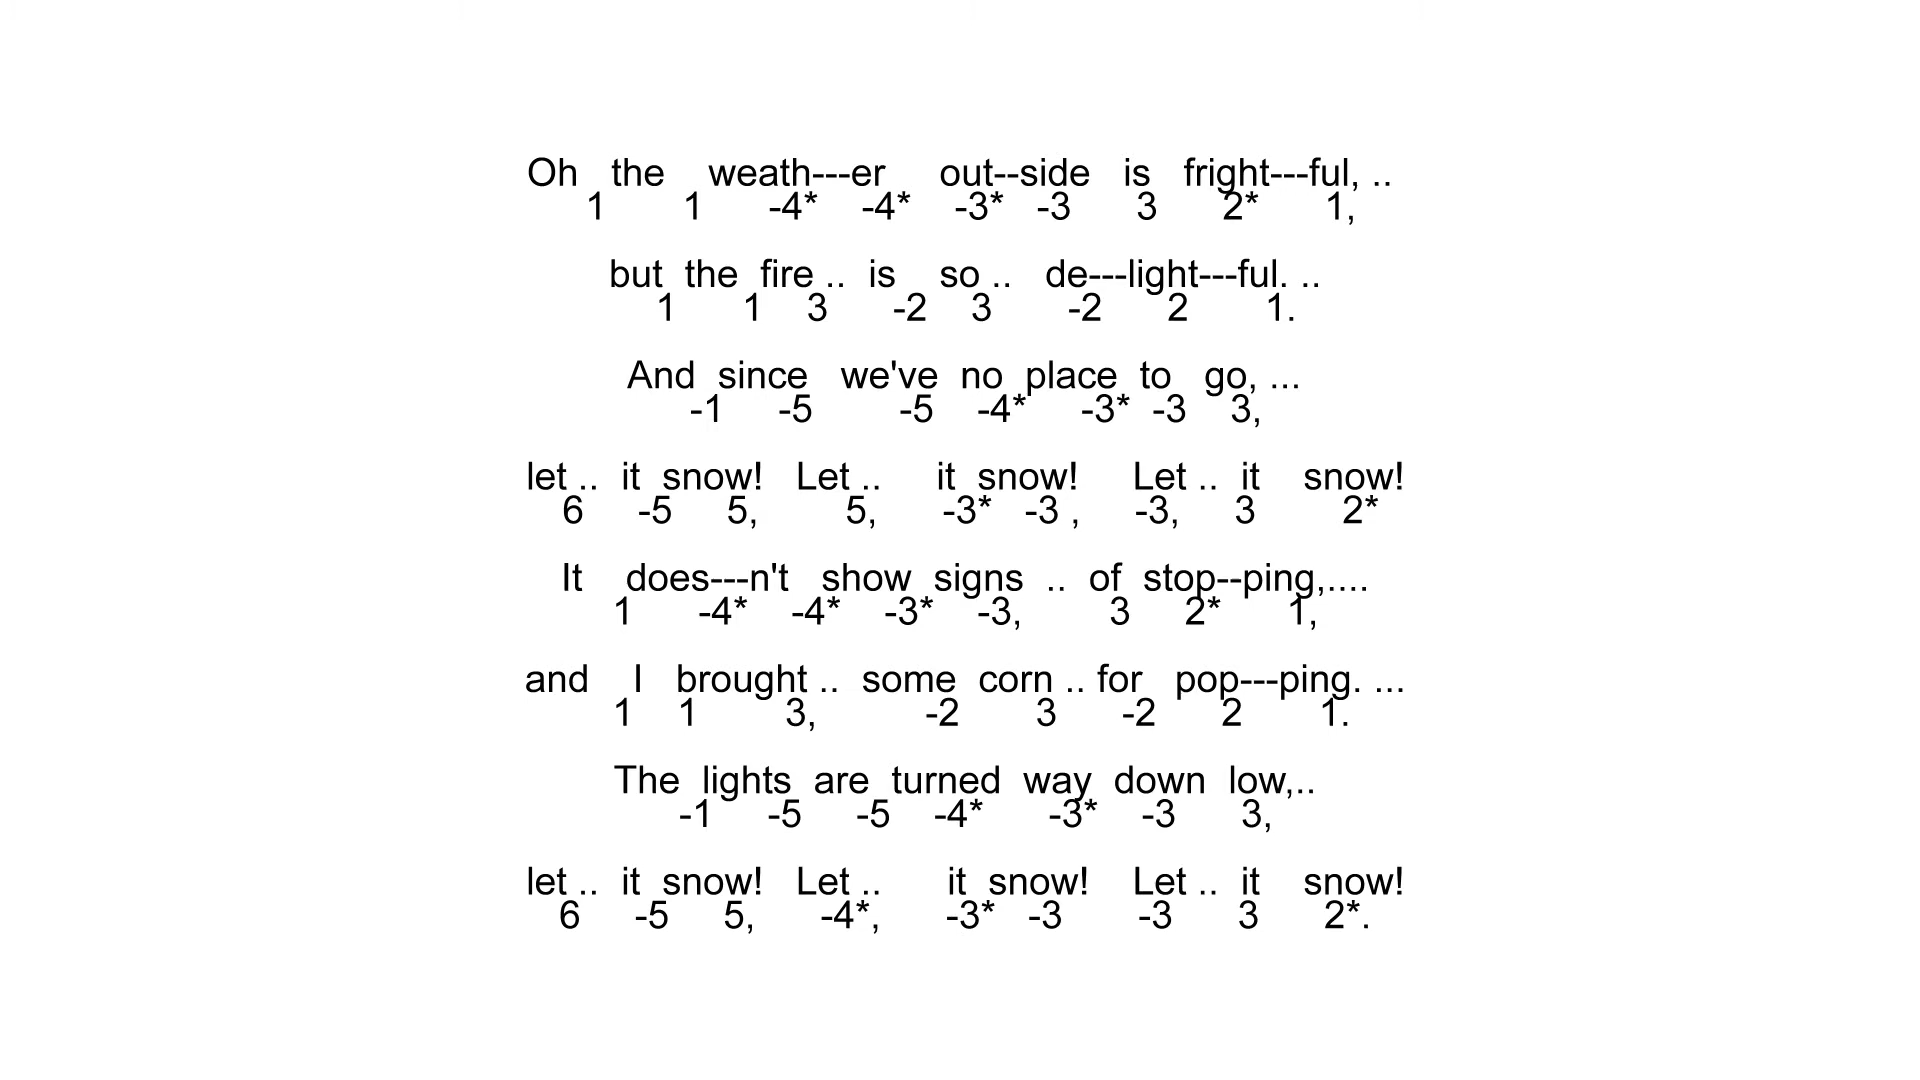 Oh the weath---er out--side is fright---ful, ..
1 1 -4* -4* -3* -3 3 2* 1,
but the fire .. is so .. de---light---ful. ..
1 1 3 -2 3 -2 2 1.
And since we've no place to go, ...
-1 -5 -5 -4* -3* -3 3,
let .. it snow! Let .. it snow! Let .. it snow!
6 -5 5, 5, -3* -3 , -3, 3 2*
It does---n't show signs .. of stop--ping,....
1 -4* -4* -3* -3, 3 2* 1,
and I brought .. some corn .. for pop---ping. ...
1 1 3, -2 3 -2 2 1.
The lights are turned way down low,..
-1 -5 -5 -4* -3* -3 3,
let .. it snow! Let .. it snow! Let .. it snow!
6 -5 5, -4*, -3* -3 -3 3 2*.